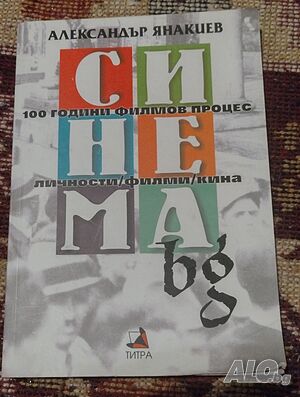 АЛЕКСАНДЪР ЯНАКИЕВ
СИ
100 ГОДИНИ ФИЛМОВ ПРОЦЕС
НЕ
ЛИЧНОСТИ/ФИЛМИ/КИНА
МА
bg
ТИТРА
ALO.bg